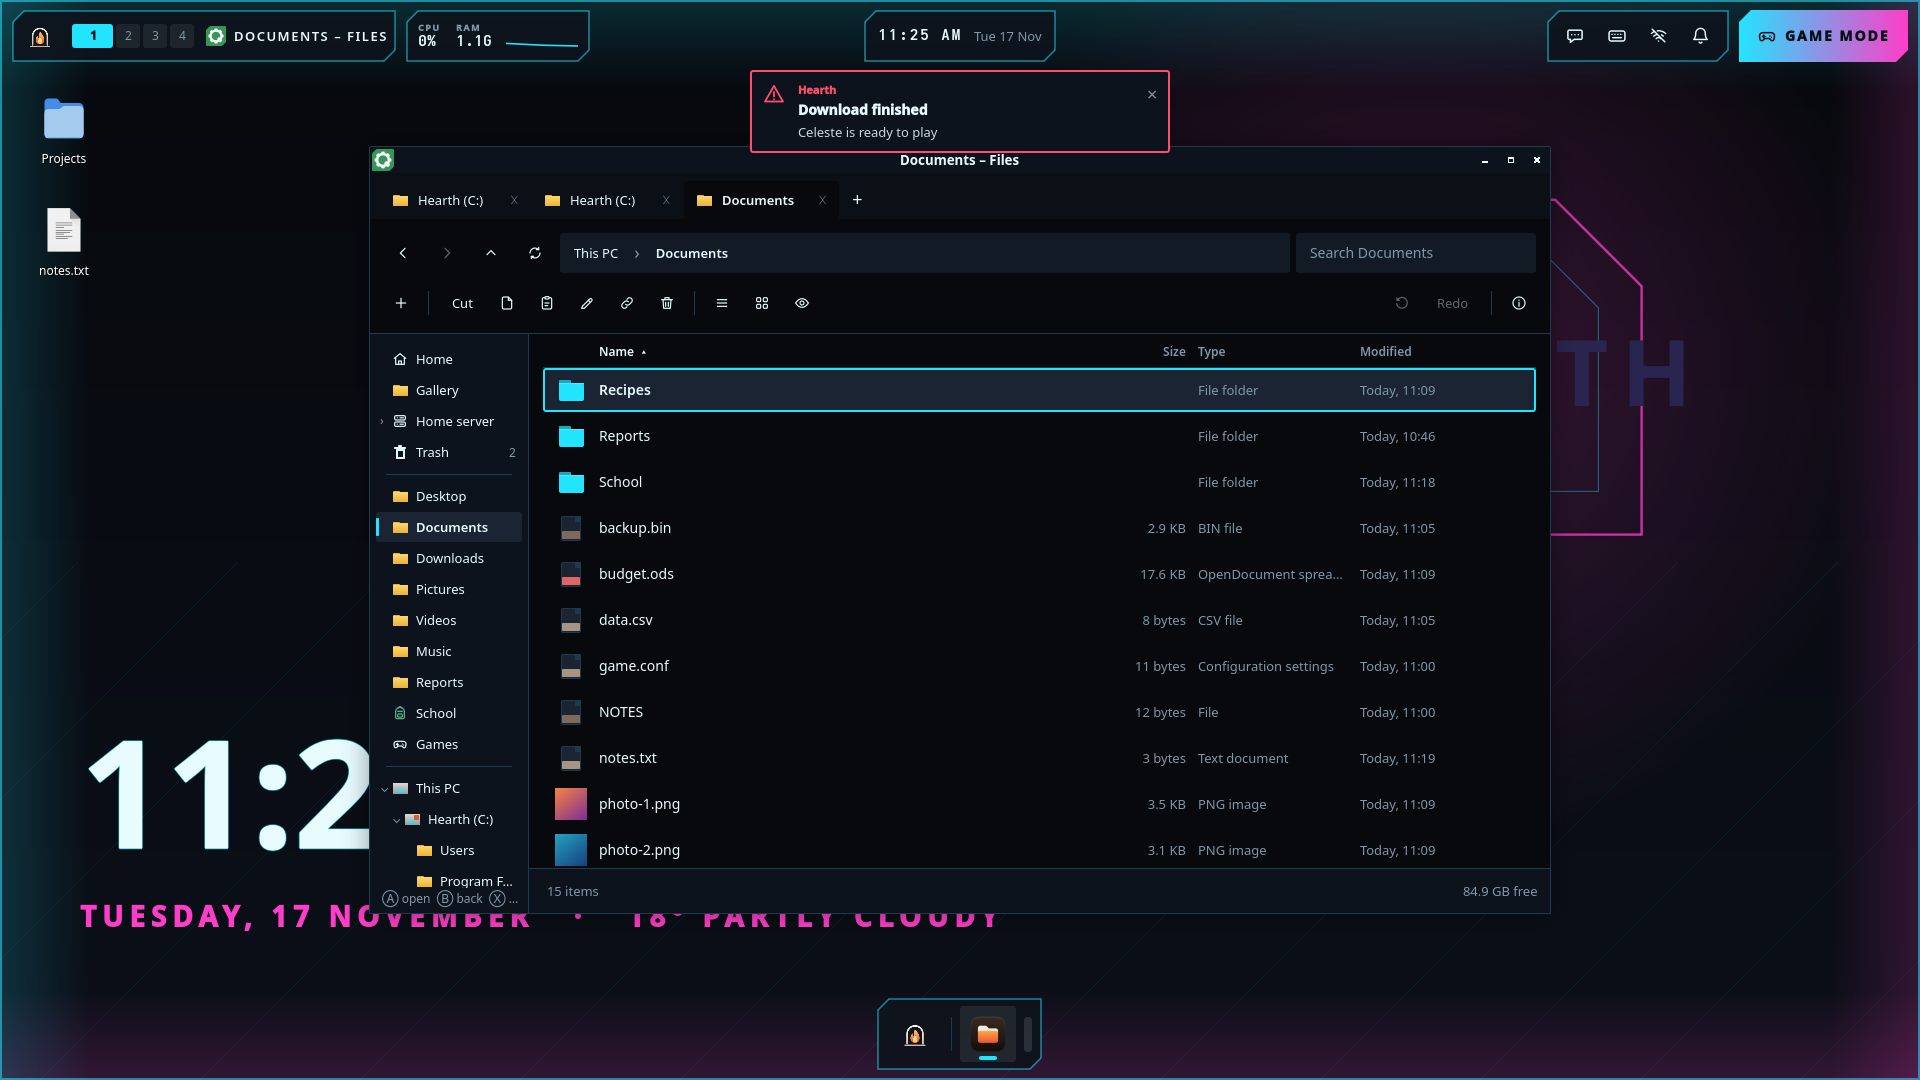 1 2 3 4 DOCUMENTS – FILES
CPU RAM
0% 1.1G
11:25 AM Tue 17 Nov
GAME MODE
Hearth
Download finished
Celeste is ready to play
Projects
notes.txt
Documents – Files
Hearth (C:) X Hearth (C:) X Documents X +
This PC › Documents
Search Documents
Cut
Redo
Home
Gallery
Home server
Trash 2
Desktop
Documents
Downloads
Pictures
Videos
Music
Reports
School
Games
This PC
Hearth (C:)
Users
Program F...
A open B back X ...
Name Size Type Modified
Recipes File folder Today, 11:09
Reports File folder Today, 10:46
School File folder Today, 11:18
backup.bin 2.9 KB BIN file Today, 11:05
budget.ods 17.6 KB OpenDocument sprea... Today, 11:09
data.csv 8 bytes CSV file Today, 11:05
game.conf 11 bytes Configuration settings Today, 11:00
NOTES 12 bytes File Today, 11:00
notes.txt 3 bytes Text document Today, 11:19
photo-1.png 3.5 KB PNG image Today, 11:09
photo-2.png 3.1 KB PNG image Today, 11:09
15 items 84.9 GB free
TH
11:2
TUESDAY, 17 NOVEMBER · 18° PARTLY CLOUDY